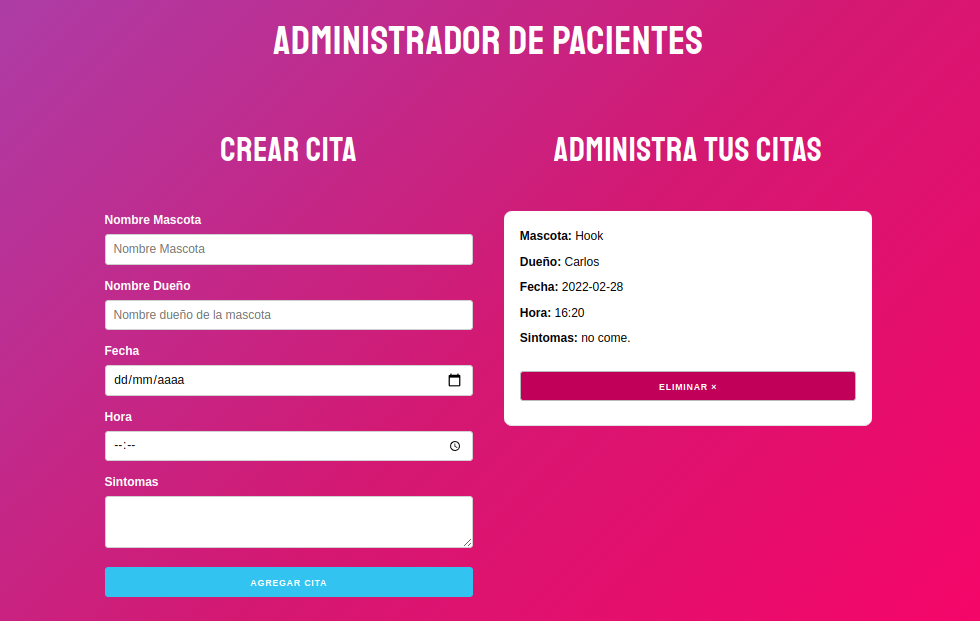 ADMINISTRADOR DE PACIENTES
CREAR CITA
Nombre Mascota
Nombre Mascota
Nombre Dueño
Nombre dueño de la mascota
Fecha
dd/mm/aaaa
Hora
--:--
Sintomas
AGREGAR CITA
ADMINISTRA TUS CITAS
Mascota: Hook
Dueño: Carlos
Fecha: 2022-02-28
Hora: 16:20
Sintomas: no come.
ELIMINAR ×